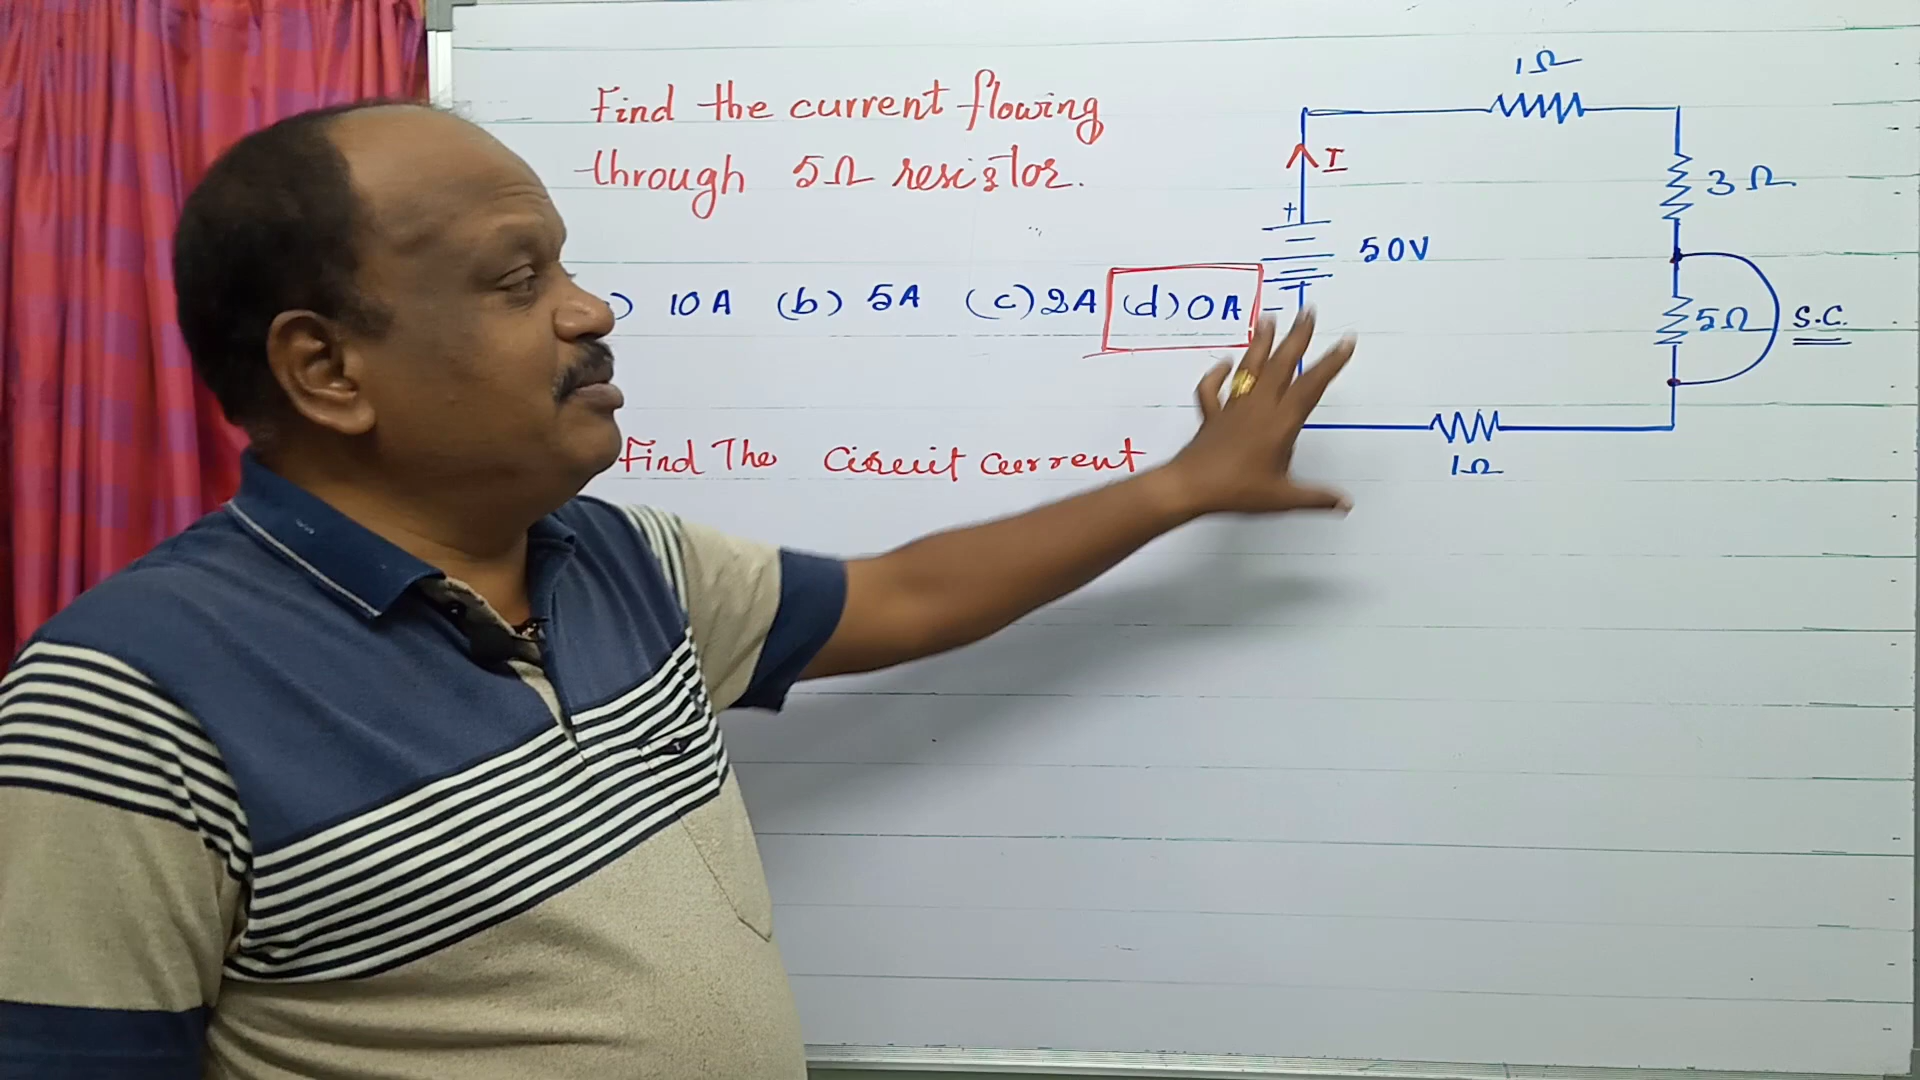 Find the current flowing
through 5Ω resistor.
) 10 A (b) 5A (c) 2A (d) 0A
Find The Circuit Current
1Ω
I
3Ω
+
50V
5Ω
S.C.
-
1Ω